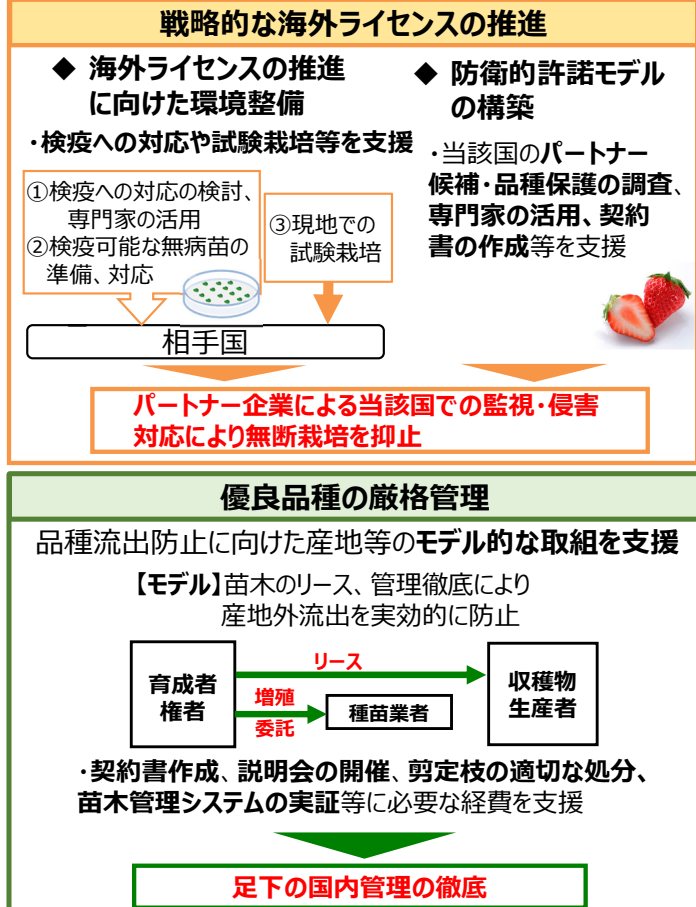 戦略的な海外ライセンスの推進
◆ 海外ライセンスの推進
に向けた環境整備
・検疫への対応や試験栽培等を支援
①検疫への対応の検討、
専門家の活用
②検疫可能な無病苗の
準備、対応
③現地での
試験栽培
相手国
◆ 防衛的許諾モデル
の構築
・当該国のパートナー
候補・品種保護の調査、
専門家の活用、契約
書の作成等を支援
パートナー企業による当該国での監視・侵害
対応により無断栽培を抑止
優良品種の厳格管理
品種流出防止に向けた産地等のモデル的な取組を支援
【モデル】苗木のリース、管理徹底により
産地外流出を実効的に防止
育成者
権者
リース
増殖
委託
種苗業者
収穫物
生産者
・契約書作成、説明会の開催、剪定枝の適切な処分、
苗木管理システムの実証等に必要な経費を支援
足下の国内管理の徹底